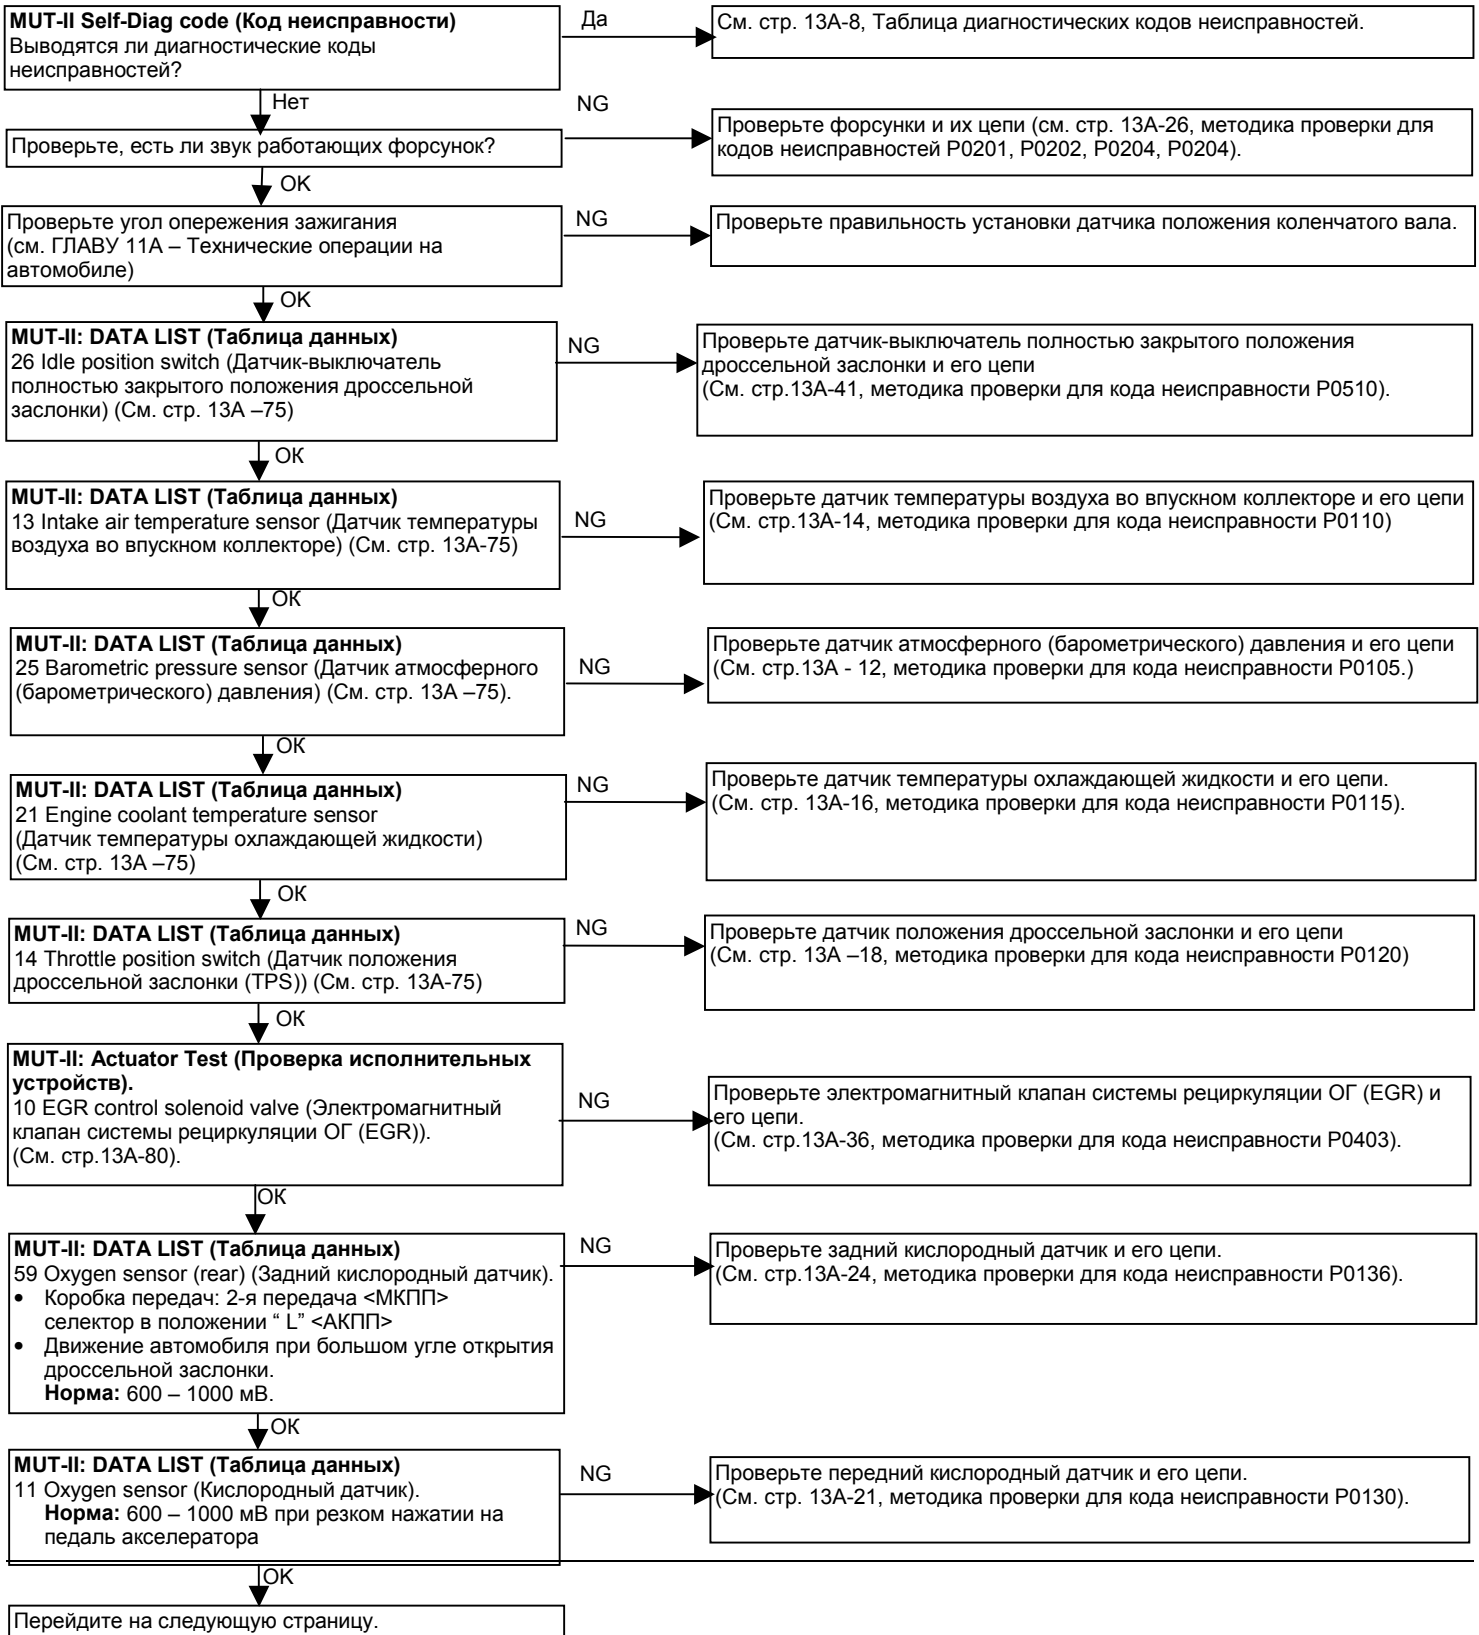 MUT-II Self-Diag code (Код неисправности)
Выводятся ли диагностические коды
неисправностей?
Да
См. стр. 13А-8, Таблица диагностических кодов неисправностей.
Нет
NG
Проверьте, есть ли звук работающих форсунок?
Проверьте форсунки и их цепи (см. стр. 13А-26, методика проверки для
кодов неисправностей Р0201, Р0202, Р0204, Р0204).
OK
Проверьте угол опережения зажигания
(см. ГЛАВУ 11А – Технические операции на
автомобиле)
NG
Проверьте правильность установки датчика положения коленчатого вала.
OK
MUT-II: DATA LIST (Таблица данных)
26 Idle position switch (Датчик-выключатель
полностью закрытого положения дроссельной
заслонки) (См. стр. 13А –75)
NG
Проверьте датчик-выключатель полностью закрытого положения
дроссельной заслонки и его цепи
(См. стр.13А-41, методика проверки для кода неисправности Р0510).
OK
MUT-II: DATA LIST (Таблица данных)
13 Intake air temperature sensor (Датчик температуры
воздуха во впускном коллекторе) (См. стр. 13А-75)
NG
Проверьте датчик температуры воздуха во впускном коллекторе и его цепи
(См. стр.13А-14, методика проверки для кода неисправности Р0110)
OK
MUT-II: DATA LIST (Таблица данных)
25 Barometric pressure sensor (Датчик атмосферного
(барометрического) давления) (См. стр. 13А –75).
NG
Проверьте датчик атмосферного (барометрического) давления и его цепи
(См. стр.13А - 12, методика проверки для кода неисправности Р0105.)
OK
MUT-II: DATA LIST (Таблица данных)
21 Engine coolant temperature sensor
(Датчик температуры охлаждающей жидкости)
(См. стр. 13А –75)
NG
Проверьте датчик температуры охлаждающей жидкости и его цепи.
(См. стр. 13А-16, методика проверки для кода неисправности Р0115).
OK
MUT-II: DATA LIST (Таблица данных)
14 Throttle position switch (Датчик положения
дроссельной заслонки (TPS)) (См. стр. 13А-75)
NG
Проверьте датчик положения дроссельной заслонки и его цепи
(См. стр. 13А –18, методика проверки для кода неисправности Р0120)
OK
MUT-II: Actuator Test (Проверка исполнительных
устройств).
10 EGR control solenoid valve (Электромагнитный
клапан системы рециркуляции ОГ (EGR)).
(См. стр.13А-80).
NG
Проверьте электромагнитный клапан системы рециркуляции ОГ (EGR) и
его цепи.
(См. стр.13А-36, методика проверки для кода неисправности Р0403).
OK
MUT-II: DATA LIST (Таблица данных)
59 Oxygen sensor (rear) (Задний кислородный датчик).
• Коробка передач: 2-я передача <МКПП>
селектор в положении “ L” <АКПП>
• Движение автомобиля при большом угле открытия
дроссельной заслонки.
Норма: 600 – 1000 мВ.
NG
Проверьте задний кислородный датчик и его цепи.
(См. стр.13А-24, методика проверки для кода неисправности Р0136).
OK
MUT-II: DATA LIST (Таблица данных)
11 Oxygen sensor (Кислородный датчик).
Норма: 600 – 1000 мВ при резком нажатии на
педаль акселератора
NG
Проверьте передний кислородный датчик и его цепи.
(См. стр. 13А-21, методика проверки для кода неисправности Р0130).
OK
Перейдите на следующую страницу.